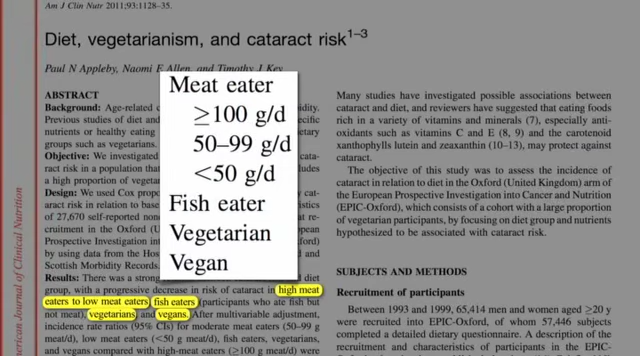 Am J Clin Nutr 2011;93:1128–35.
Diet, vegetarianism, and cataract risk1–3
Paul N Appleby, Naomi E Allen, and Timothy J Key
ABSTRACT
Background: Age-related
Previous studies of diet and
nutrients or healthy eating
groups such as vegetarians.
Objective: We investigated
ract risk in a population that
a high proportion of
Design: We used Cox
aract risk in relation to
of 27,670 self-reported
cruitment in the Oxford
Prospective Investigation
by using data from the
Scottish Morbidity Records.
Results: There was a diet
group, with a progressive decrease in risk of cataract in high meat
eaters to low meat eaters, fish eaters (participants who ate fish but
not meat), vegetarians, and vegans. After multivariable adjustment,
incidence rate ratios (95% CIs) for moderate meat eaters (50–99 g
meat/d), low meat eaters (<50 g meat/d), fish eaters, vegetarians,
and vegans compared with high-meat eaters (≥100 g meat/d) were
Meat eater
≥100 g/d
50–99 g/d
<50 g/d
Fish eater
Vegetarian
Vegan
Many studies have investigated possible associations between
cataract and diet, and reviewers have suggested that eating foods
rich in a variety of vitamins and minerals (7), especially anti-
oxidants such as vitamins C and E (8, 9) and the carotenoid
xanthophylls lutein and zeaxanthin (10–13), may protect against
cataract.
The objective of this study was to assess the incidence of
cataract in relation to diet in the Oxford (United Kingdom) arm of
the European Prospective Investigation into Cancer and Nutrition
(EPIC-Oxford), which consists of a cohort with a large proportion
of vegetarian participants, by focusing on diet group and nutrients
hypothesized to be associated with cataract risk.
SUBJECTS AND METHODS
Recruitment of participants
Between 1993 and 1999, 65,414 men and women aged ≥20 y
were recruited into EPIC-Oxford, of whom 57,446 subjects
completed a detailed dietary questionnaire. A description of the
recruitment and characteristics of participants in the EPIC-
American Journal of Clinical Nutrition